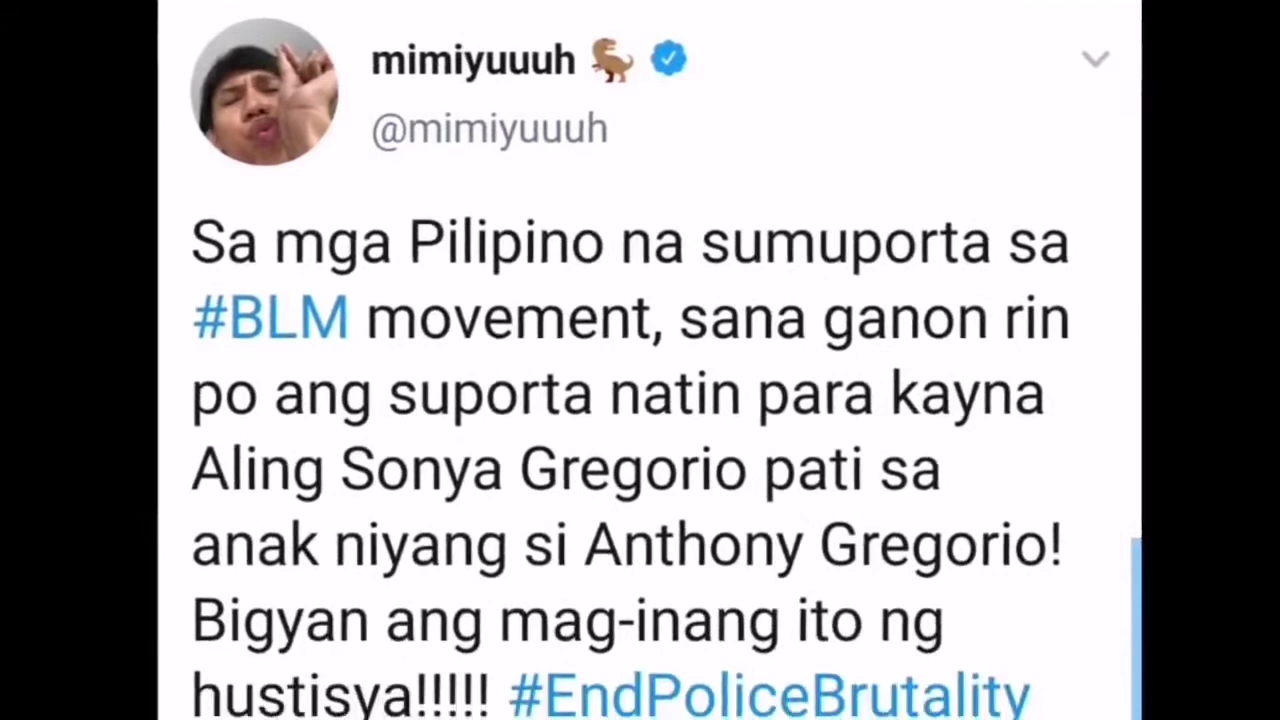 mimiyuuuh 🦖
@mimiyuuuh
Sa mga Pilipino na sumuporta sa
#BLM movement, sana ganon rin
po ang suporta natin para kayna
Aling Sonya Gregorio pati sa
anak niyang si Anthony Gregorio!
Bigyan ang mag-inang ito ng
hustisya!!!!! #EndPoliceBrutality